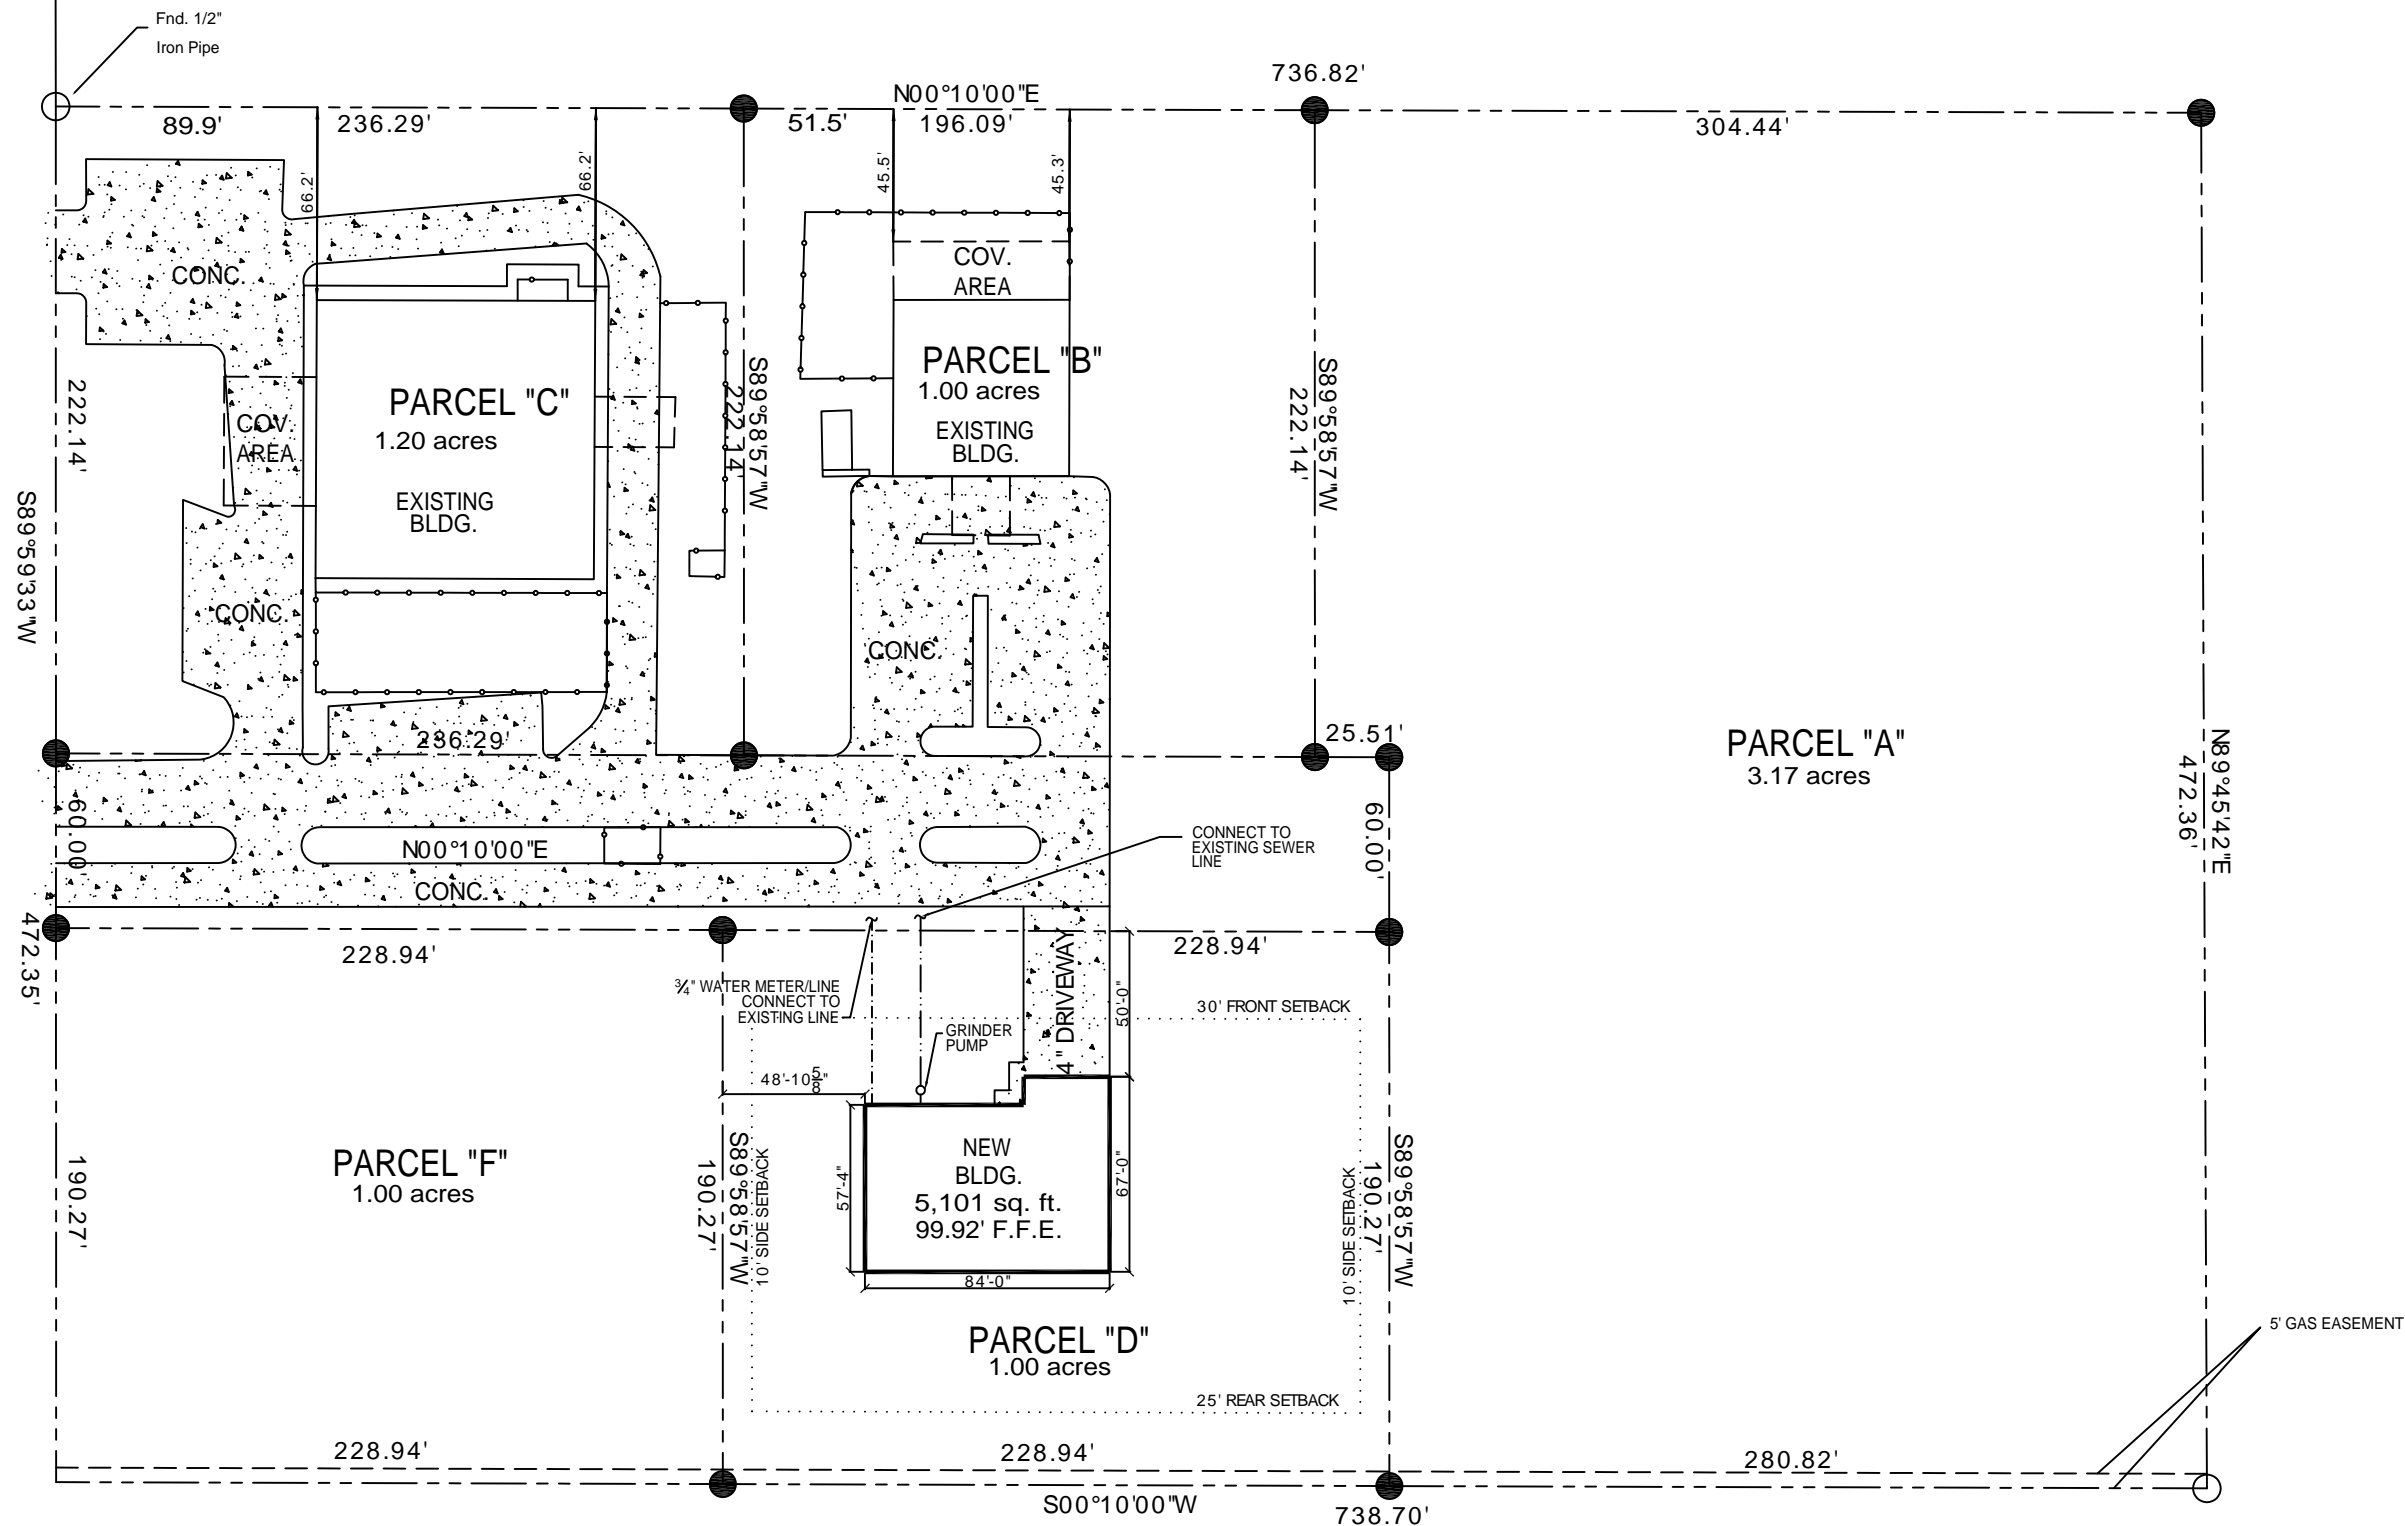 Fnd. 1/2"
Iron Pipe
736.82'
N00°10'00"E
89.9'
236.29'
51.5'
196.09'
304.44'
66.2'
66.2'
45.5'
45.3'
COV.
AREA
CONC.
PARCEL "B"
1.00 acres
EXISTING
BLDG.
PARCEL "C"
1.20 acres
EXISTING
BLDG.
COV.
AREA
222.14'
S89°59'33"W
S89°58'57"W
222.14'
S89°58'57"W
222.14'
CONC.
CONC.
236.29'
25.51'
PARCEL "A"
3.17 acres
N89°45'42"E
472.36'
60.00'
60.00'
N00°10'00"E
CONC.
CONNECT TO
EXISTING SEWER
LINE
472.35'
228.94'
228.94'
¾" WATER METER/LINE
CONNECT TO
EXISTING LINE
GRINDER
PUMP
4" DRIVEWAY
50'-0"
30' FRONT SETBACK
48'-10⅝"
PARCEL "F"
1.00 acres
190.27'
S89°58'57"W
190.27'
10' SIDE SETBACK
57'-4"
NEW
BLDG.
5,101 sq. ft.
99.92' F.F.E.
67'-0"
84'-0"
10' SIDE SETBACK
190.27'
S89°58'57"W
PARCEL "D"
1.00 acres
25' REAR SETBACK
5' GAS EASEMENT
228.94'
228.94'
280.82'
S00°10'00"W
738.70'